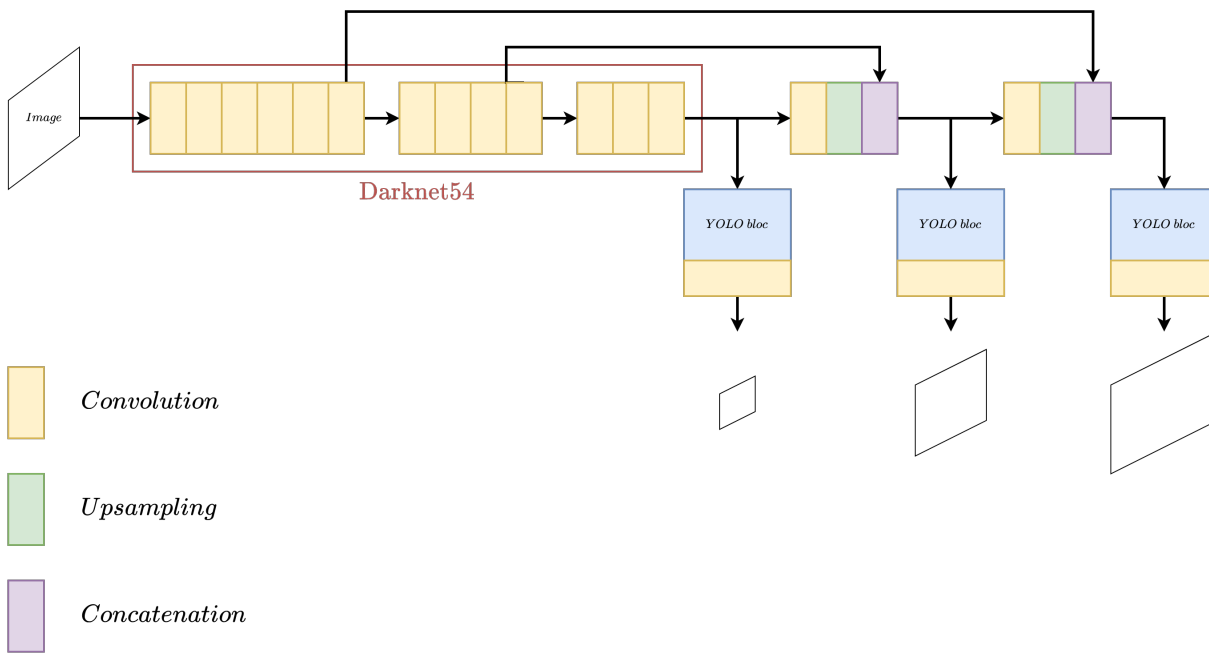 Image
Darknet54
YOLO bloc
YOLO bloc
YOLO bloc
Convolution
Upsampling
Concatenation